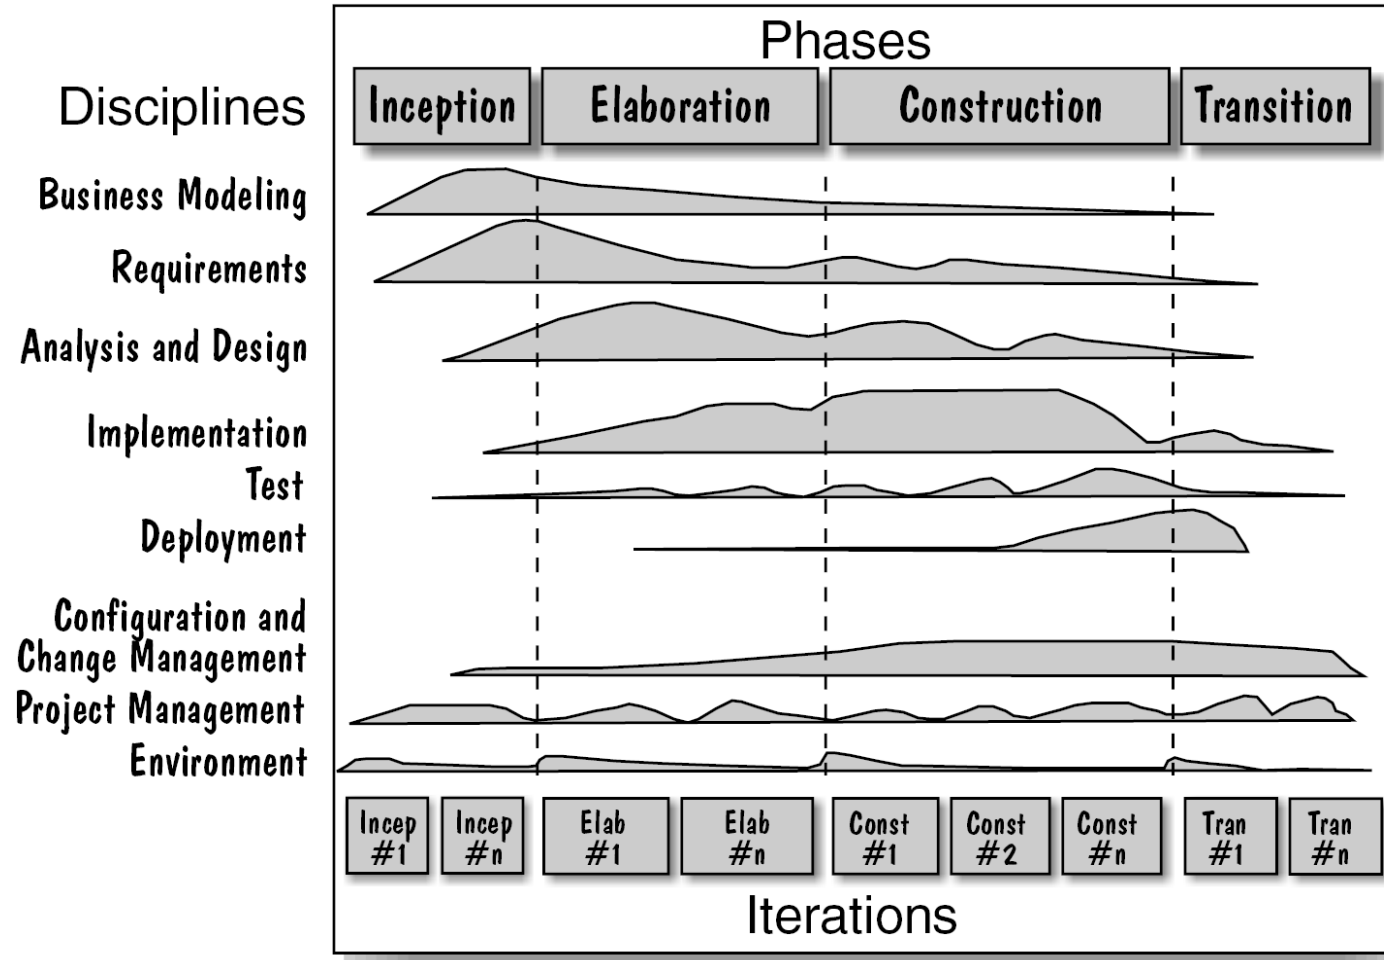 Phases
Disciplines
Inception
Elaboration
Construction
Transition
Business Modeling
Requirements
Analysis and Design
Implementation
Test
Deployment
Configuration and
Change Management
Project Management
Environment
Incep
#1
Incep
#n
Elab
#1
Elab
#n
Const
#1
Const
#2
Const
#n
Tran
#1
Tran
#n
Iterations